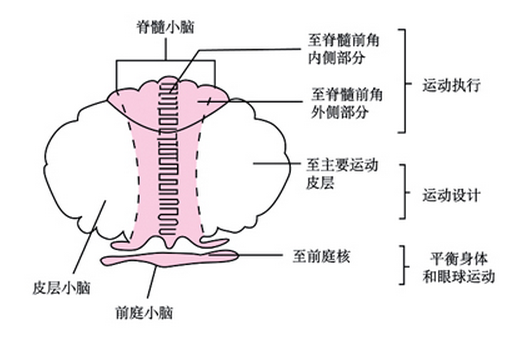 脊髓小脑
至脊髓前角
内侧部分
运动执行
至脊髓前角
外侧部分
至主要运动
皮层
运动设计
至前庭核
平衡身体
和眼球运动
皮层小脑
前庭小脑